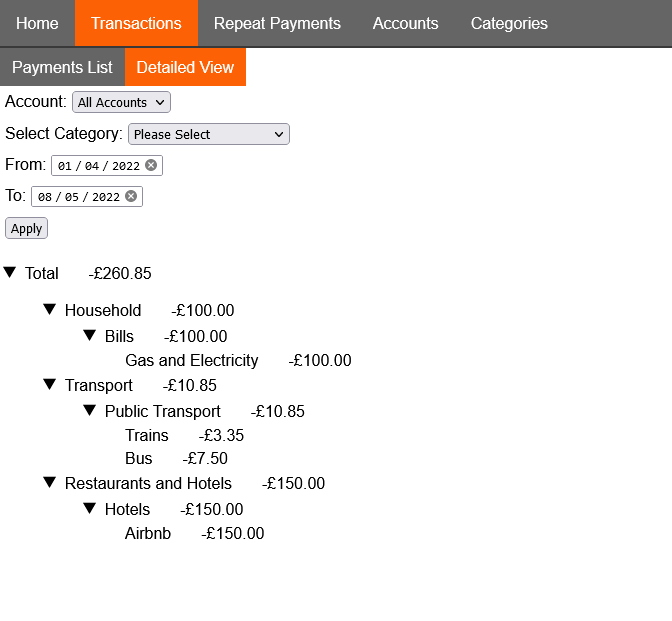 Home Transactions Repeat Payments Accounts Categories
Payments List Detailed View
Account: All Accounts
Select Category: Please Select
From: 01 / 04 / 2022
To: 08 / 05 / 2022
Apply
Total -£260.85
Household -£100.00
Bills -£100.00
Gas and Electricity -£100.00
Transport -£10.85
Public Transport -£10.85
Trains -£3.35
Bus -£7.50
Restaurants and Hotels -£150.00
Hotels -£150.00
Airbnb -£150.00